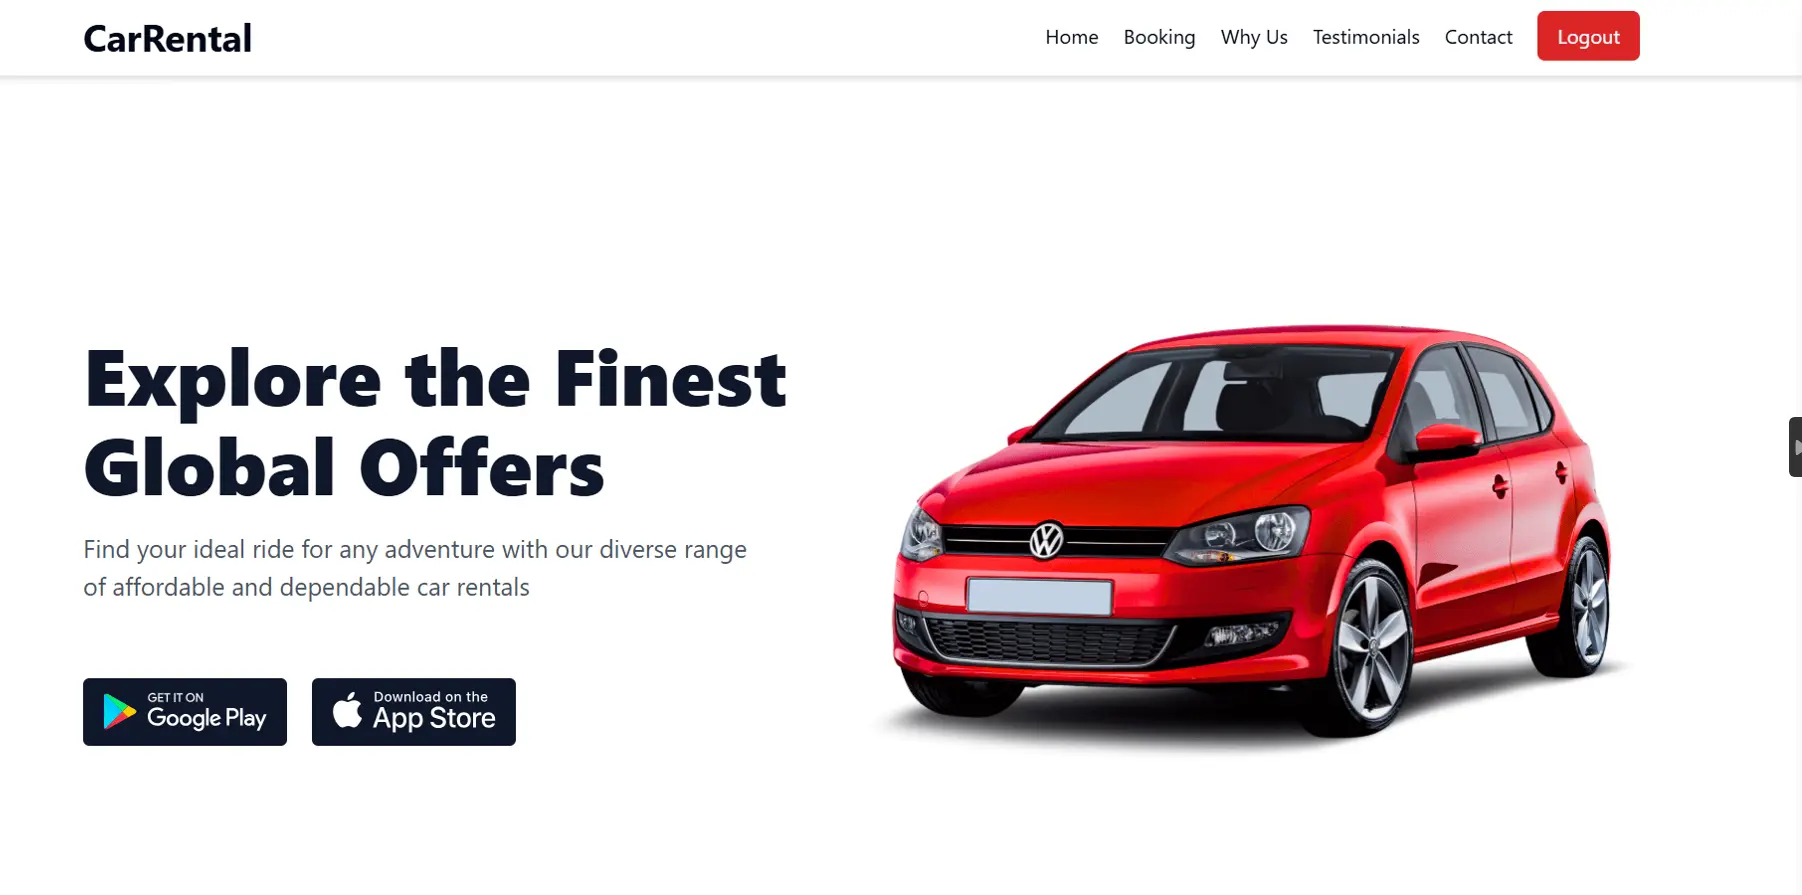 CarRental
Home
Booking
Why Us
Testimonials
Contact
Logout
Explore the Finest
Global Offers
Find your ideal ride for any adventure with our diverse range
of affordable and dependable car rentals
GET IT ON
Google Play
Download on the
App Store